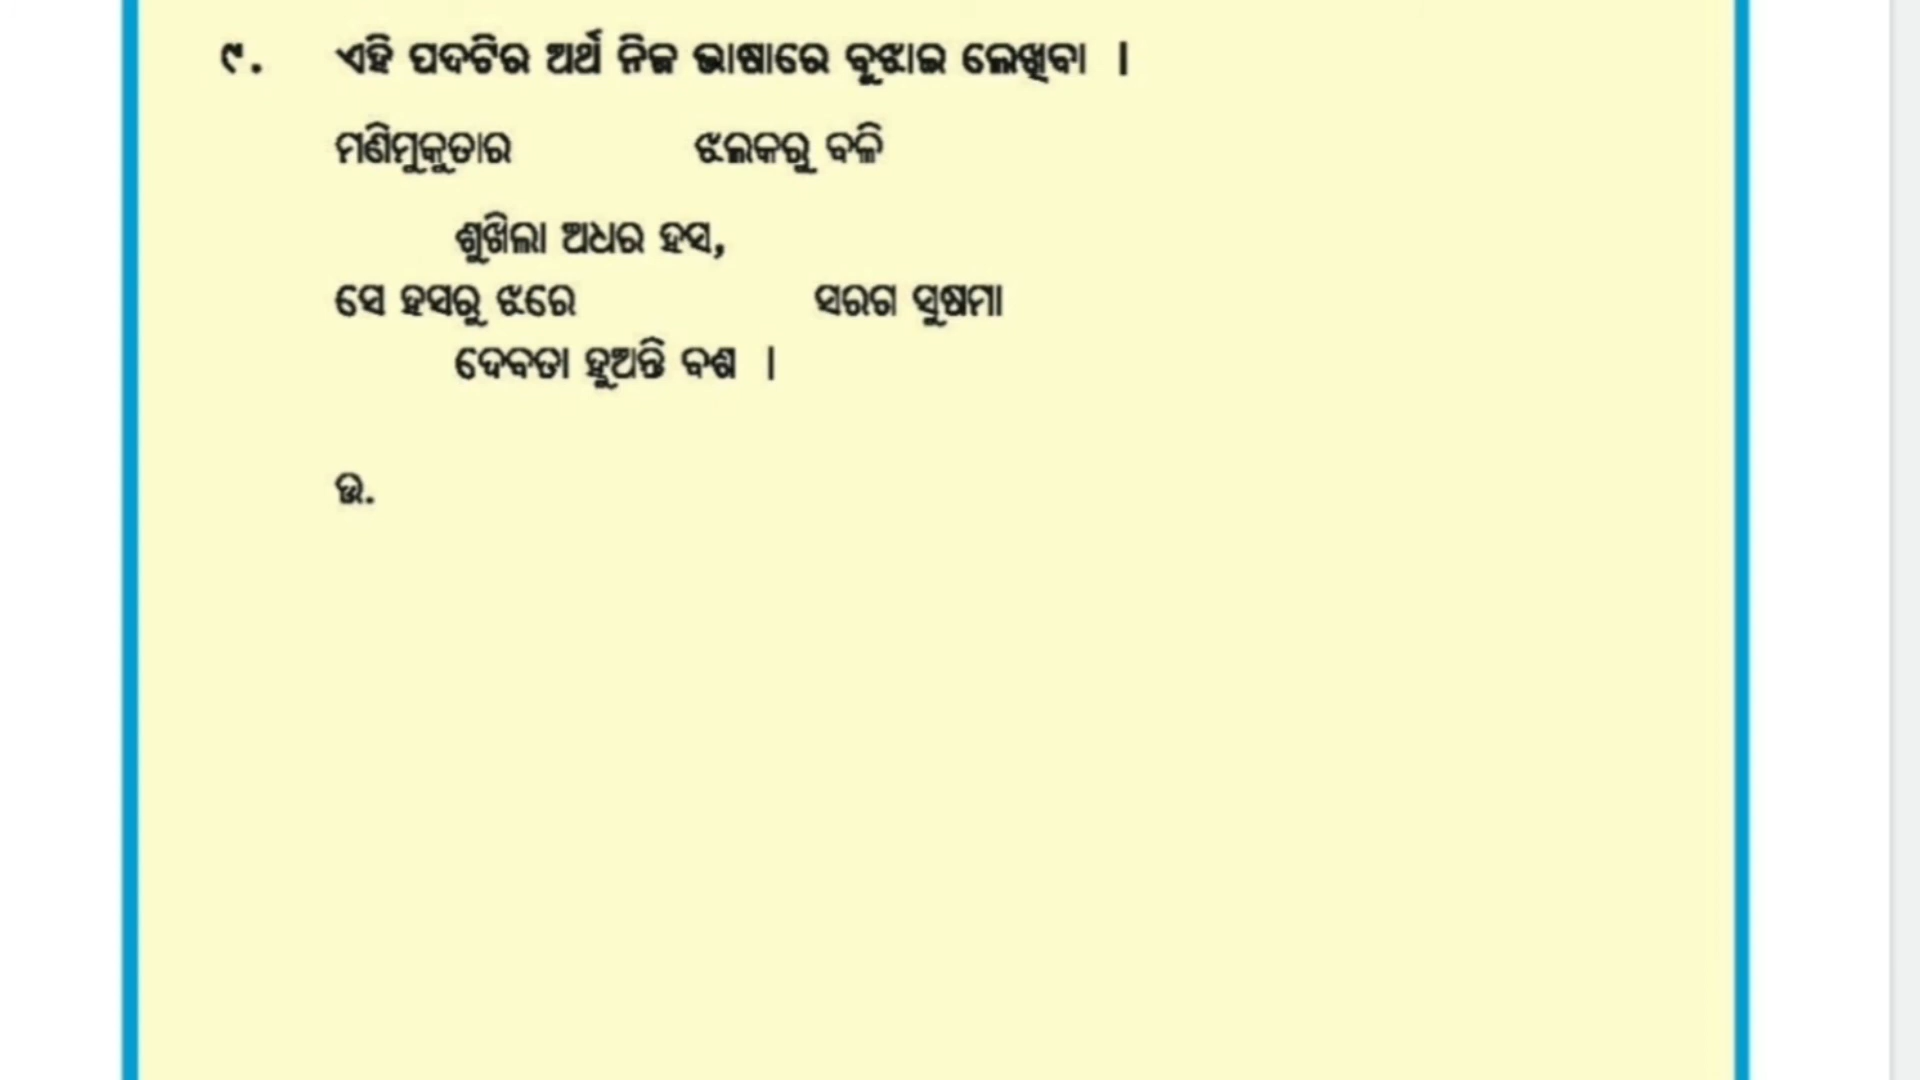 ୯. ଏହି ପଦଟିର ଅର୍ଥ ନିଜ ଭାଷାରେ ବୁଝାଇ ଲେଖିବା ।
ମଣିମୁକୁତାର ଝଲକରୁ ବଳି
ଶୁଖିଲା ଅଧର ହସ,
ସେ ହସରୁ ଝରେ ସରଗ ସୁଷମା
ଦେବତା ହୁଅନ୍ତି ବଶ ।
ଉ.